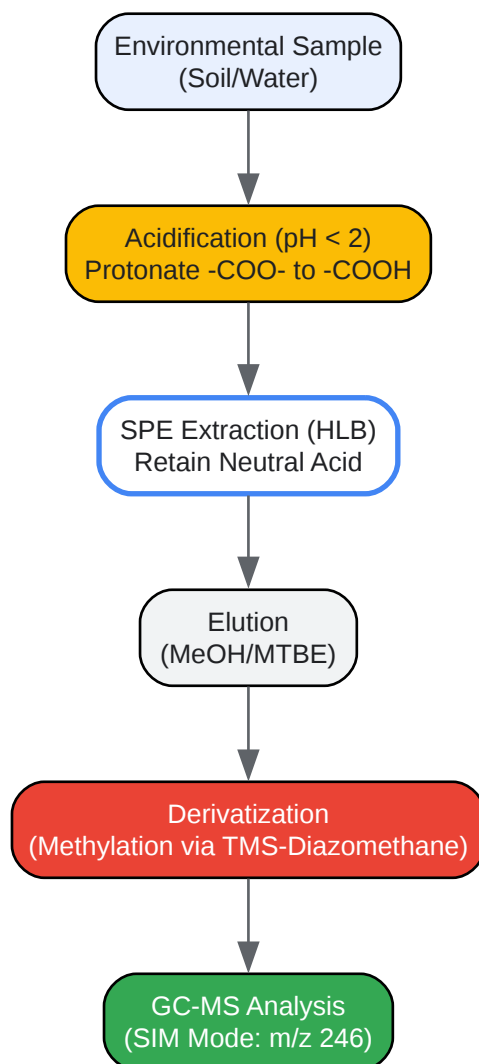 Environmental Sample
(Soil/Water)
Acidification (pH < 2)
Protonate -COO- to -COOH
SPE Extraction (HLB)
Retain Neutral Acid
Elution
(MeOH/MTBE)
Derivatization
(Methylation via TMS-Diazomethane)
GC-MS Analysis
(SIM Mode: m/z 246)